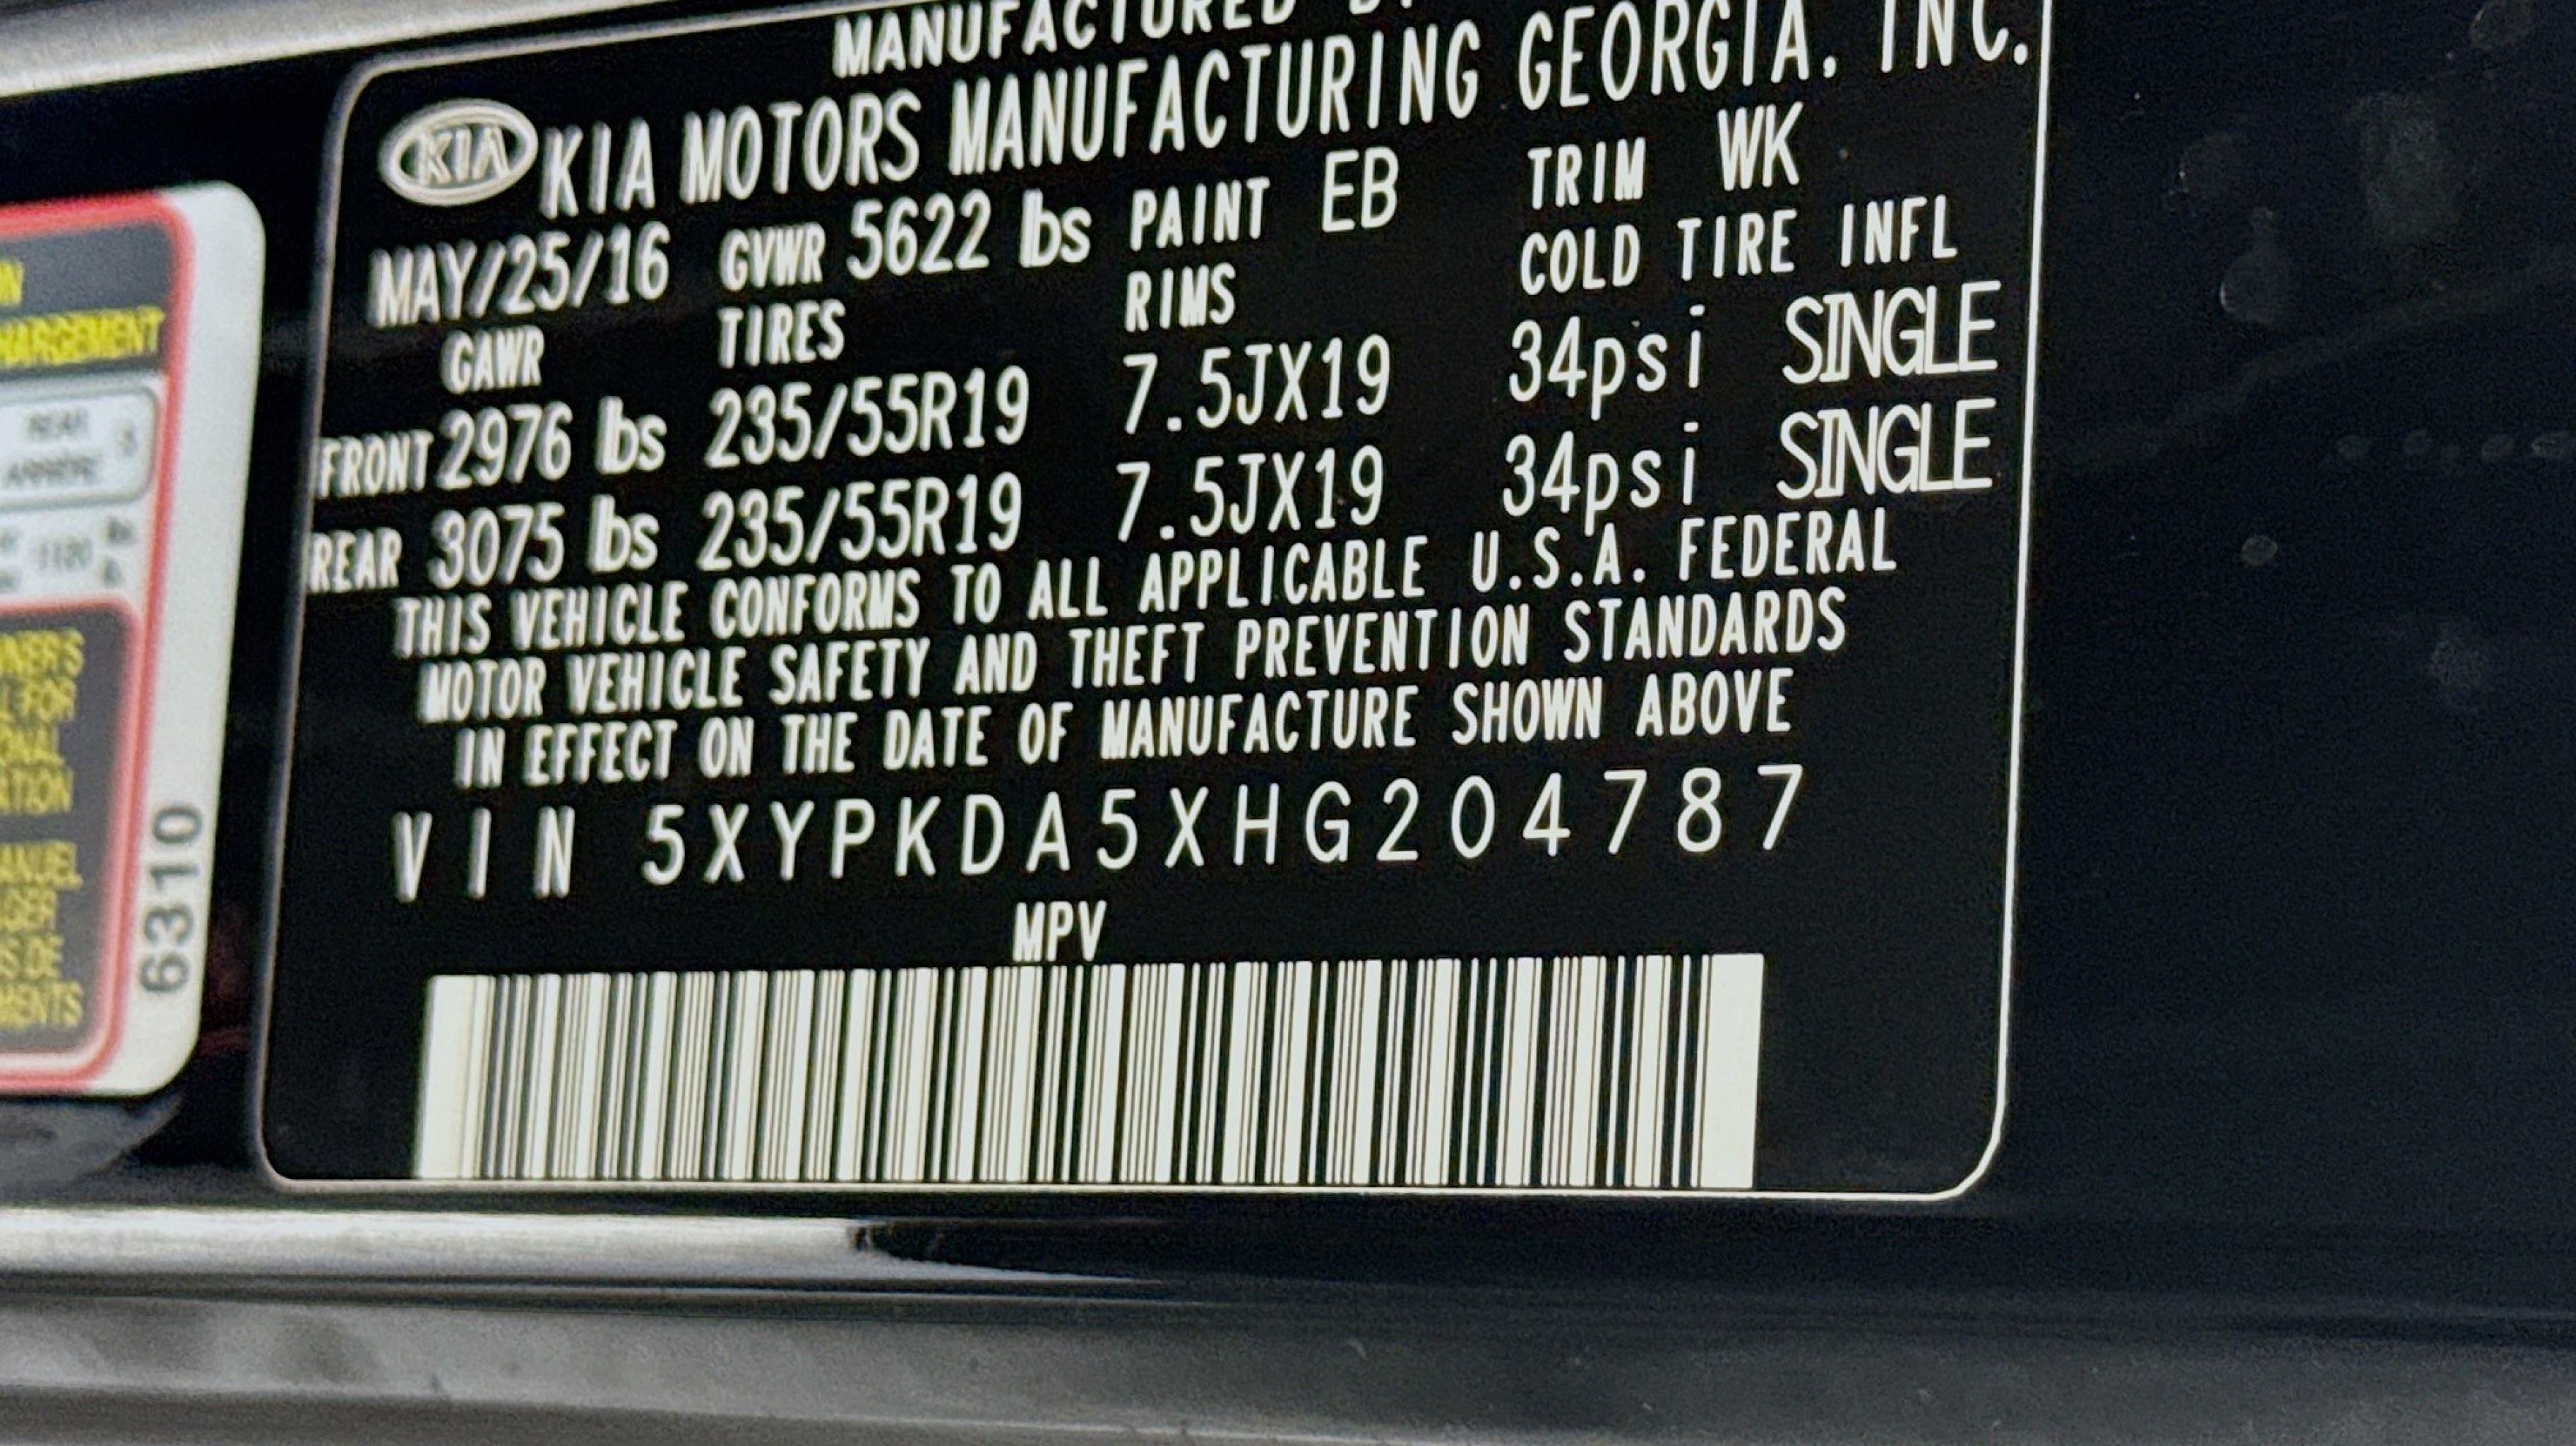 MANUFACTURED
KIA KIA MOTORS MANUFACTURING GEORGIA, INC.
MAY/25/16 GVWR 5622 lbs PAINT EB TRIM WK
GAWR TIRES RIMS COLD TIRE INFL
FRONT 2976 lbs 235/55R19 7.5JX19 34psi SINGLE
REAR 3075 lbs 235/55R19 7.5JX19 34psi SINGLE
THIS VEHICLE CONFORMS TO ALL APPLICABLE U.S.A. FEDERAL
MOTOR VEHICLE SAFETY AND THEFT PREVENTION STANDARDS
IN EFFECT ON THE DATE OF MANUFACTURE SHOWN ABOVE
VIN 5XYPKDA5XHG204787
MPV
REAR
ARRIERE
1120
6310